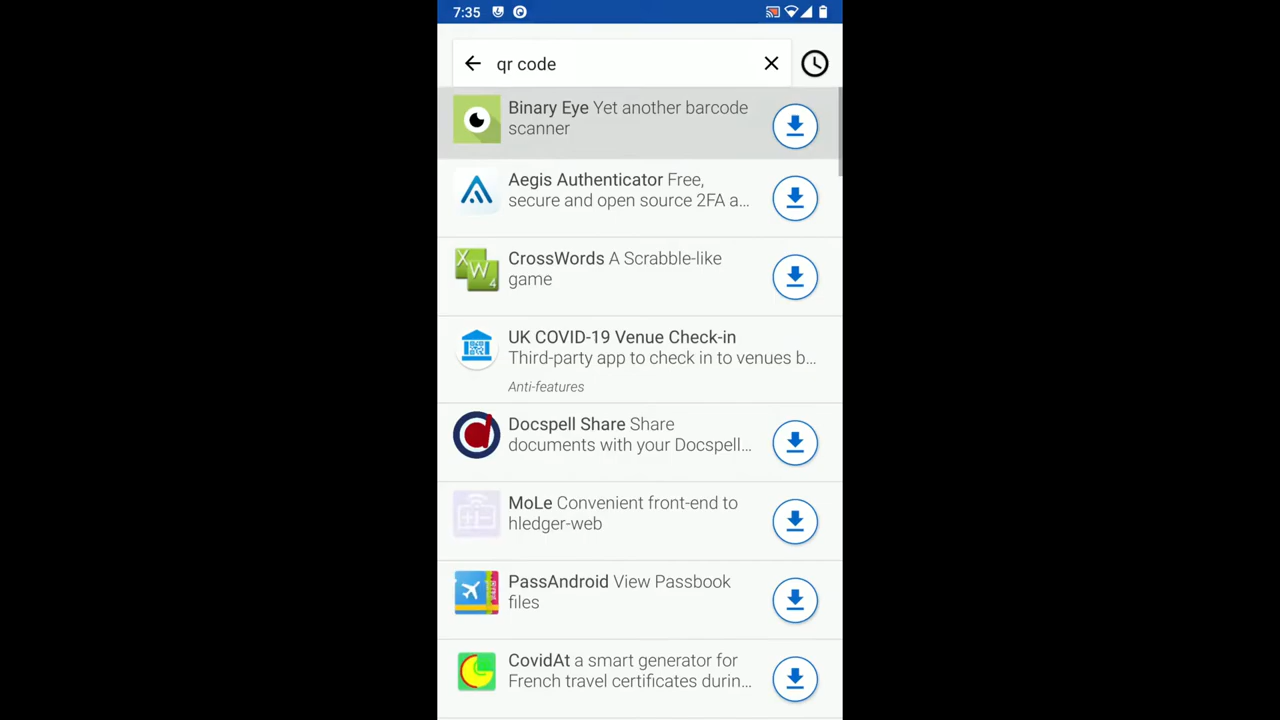 7:35
qr code
Binary Eye Yet another barcode
scanner
Aegis Authenticator Free,
secure and open source 2FA a...
CrossWords A Scrabble-like
game
UK COVID-19 Venue Check-in
Third-party app to check in to venues b...
Anti-features
Docspell Share Share
documents with your Docspell...
MoLe Convenient front-end to
hledger-web
PassAndroid View Passbook
files
CovidAt a smart generator for
French travel certificates durin...